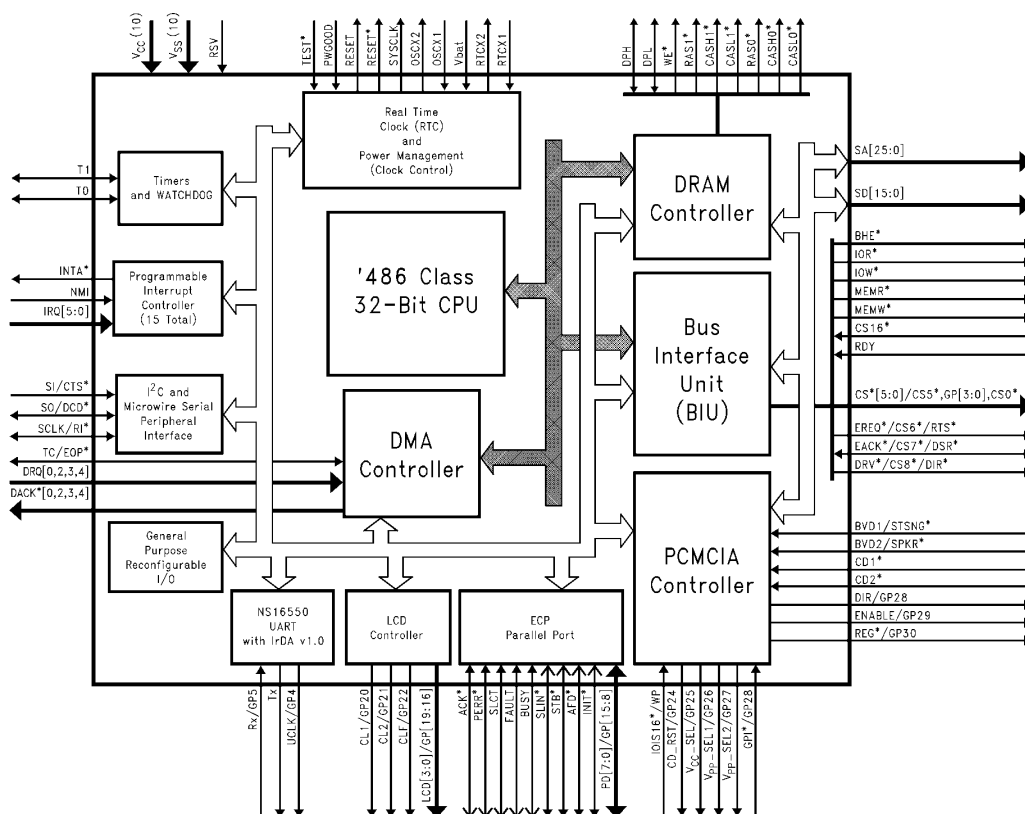 VCC (10)
VSS (10)
RSV
TEST*
PWGOOD
RESET
RESET*
SYSCLK
OSCX2
OSCX1
Vbat
RTCX2
RTCX1
DPH
DPL
WE*
RAS1*
CASH1*
CASL1*
RAS0*
CASH0*
CASL0*
Real Time
Clock (RTC)
and
Power Management
(Clock Control)
T1
T0
Timers
and WATCHDOG
INTA*
NMI
IRQ[5:0]
Programmable
Interrupt
Controller
(15 Total)
SI/CTS*
SO/DCD*
SCLK/RI*
I²C and
Microwire Serial
Peripheral
Interface
TC/EOP*
DRQ[0,2,3,4]
DACK*[0,2,3,4]
General
Purpose
Reconfigurable
I/O
'486 Class
32-Bit CPU
DMA
Controller
DRAM
Controller
Bus
Interface
Unit
(BIU)
PCMCIA
Controller
NS16550
UART
with IrDA v1.0
LCD
Controller
ECP
Parallel Port
SA[25:0]
SD[15:0]
BHE*
IOR*
IOW*
MEMR*
MEMW*
CS16*
RDY
CS*[5:0]/CS5*,GP[3:0],CS0*
EREQ*/CS6*/RTS*
EACK*/CS7*/DSR*
DRV*/CS8*/DIR*
BVD1/STSNG*
BVD2/SPKR*
CD1*
CD2*
DIR/GP28
ENABLE/GP29
REG*/GP30
Rx/GP5
Tx
UCLK/GP4
CL1/GP20
CL2/GP21
CLF/GP22
LCD[3:0]/GP[19:16]
ACK*
PERR*
SLCT
FAULT
BUSY
SLIN*
STB*
AFD*
INIT*
PD[7:0]/GP[15:8]
IOIS16*/WP
CD_RST/GP24
VCC-SEL/GP25
VPP-SEL1/GP26
VPP-SEL2/GP27
GPI*/GP28